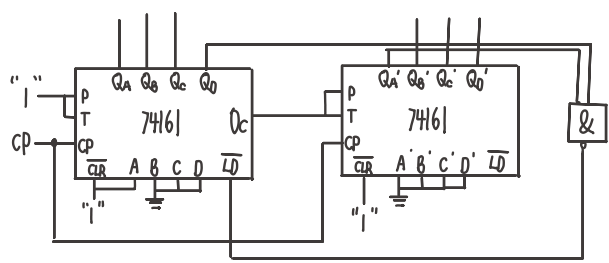 QA QB QC QD QA' QB' QC' QD'
"1" P P
T 74161 OC T 74161 &
CP CP CP
CLR A B C D LD CLR A' B' C' D' LD
"1" "1"